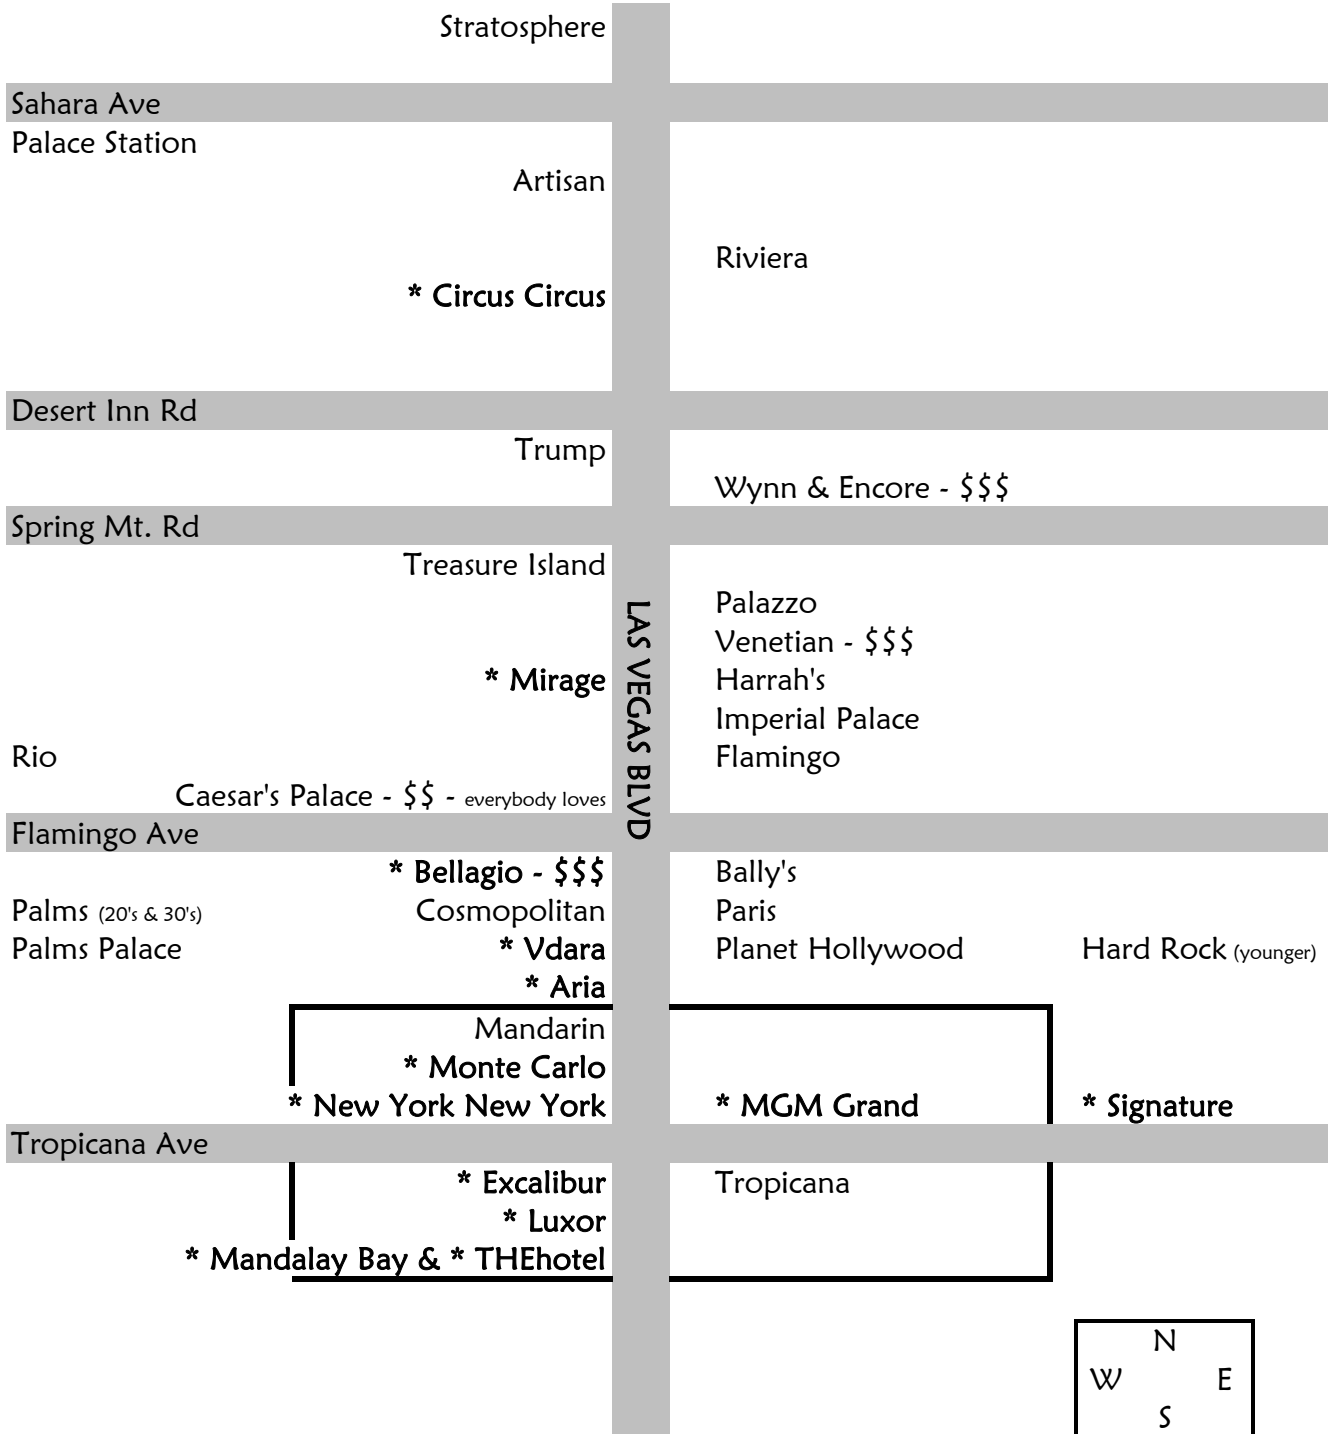 Stratosphere
Sahara Ave
Palace Station
Artisan
Riviera
* Circus Circus
Desert Inn Rd
Trump
Wynn & Encore - $$$
Spring Mt. Rd
Treasure Island
Palazzo
Venetian - $$$
* Mirage
Harrah's
Imperial Palace
Rio
Flamingo
Caesar's Palace - $$ - everybody loves
LAS VEGAS BLVD
Flamingo Ave
* Bellagio - $$$
Bally's
Palms (20's & 30's)
Cosmopolitan
Paris
Palms Palace
* Vdara
Planet Hollywood
Hard Rock (younger)
* Aria
Mandarin
* Monte Carlo
* New York New York
* MGM Grand
* Signature
Tropicana Ave
* Excalibur
Tropicana
* Luxor
* Mandalay Bay & * THEhotel
N
W E
S